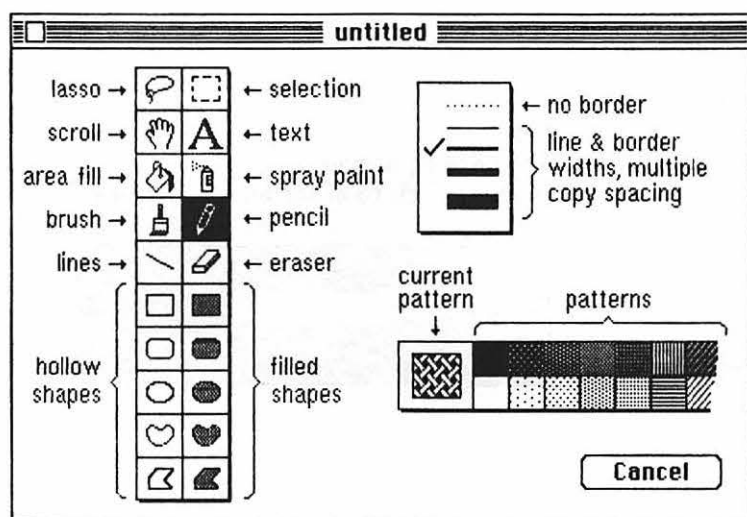 untitled
lasso → ← selection
scroll → A ← text
area fill → ← spray paint
brush → ← pencil
lines → ← eraser
hollow
shapes
filled
shapes
← no border
line & border
widths, multiple
copy spacing
current
pattern
↓
patterns
Cancel